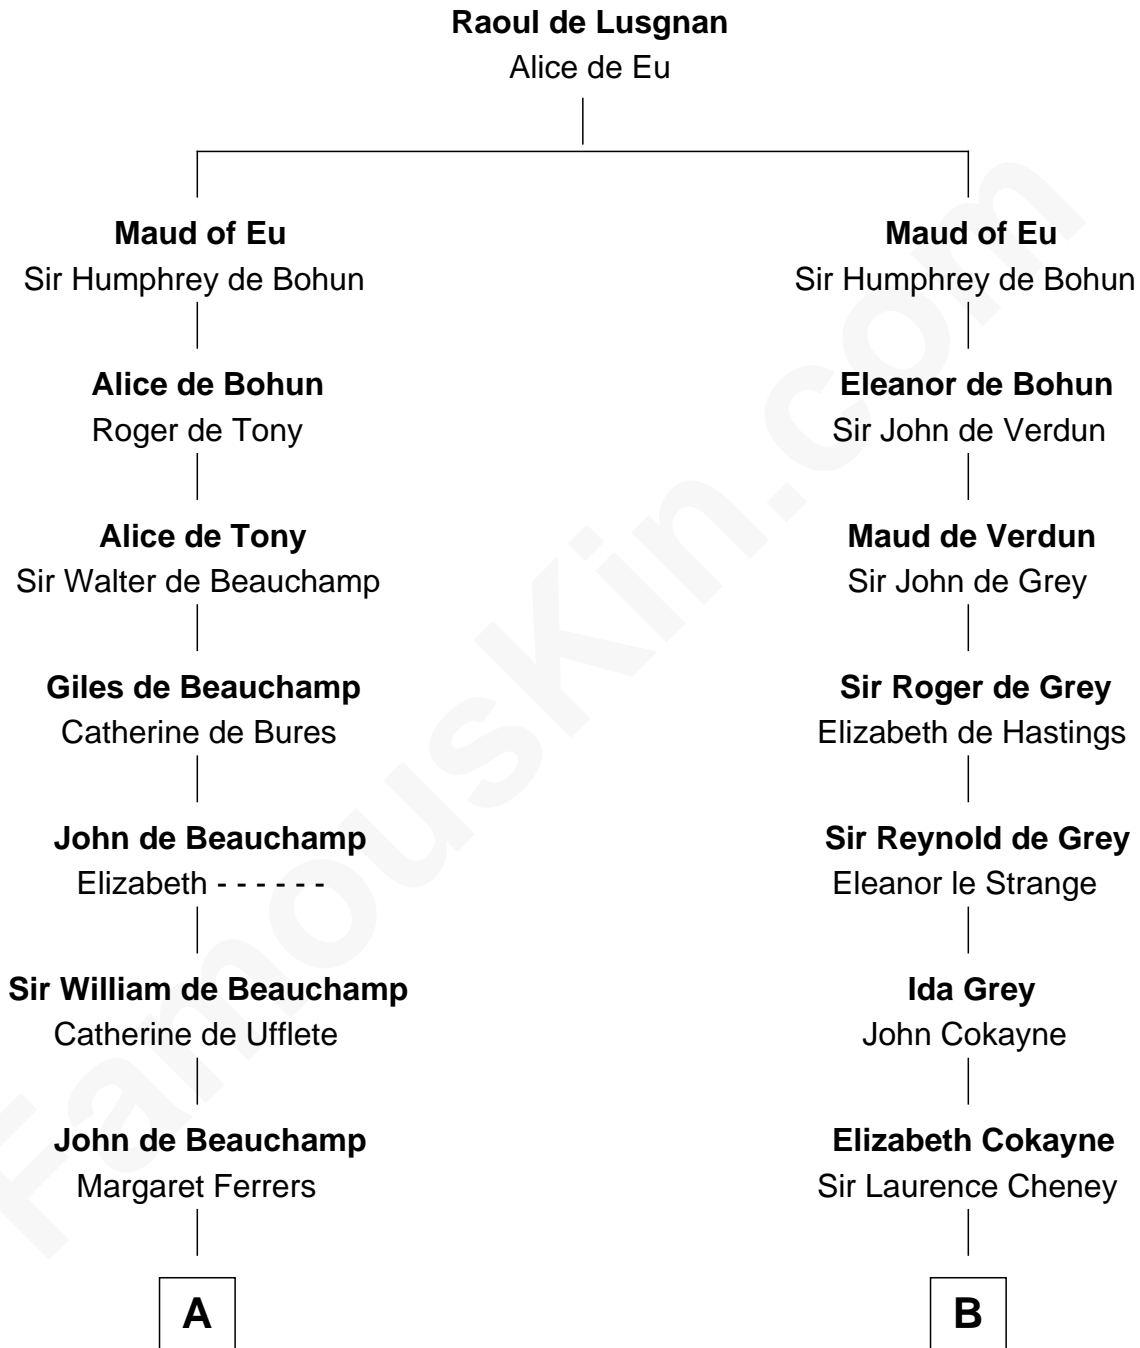 Raoul de Lusgnan
Alice de Eu
Maud of Eu
Sir Humphrey de Bohun
Maud of Eu
Sir Humphrey de Bohun
Alice de Bohun
Roger de Tony
Eleanor de Bohun
Sir John de Verdun
Alice de Tony
Sir Walter de Beauchamp
Maud de Verdun
Sir John de Grey
Giles de Beauchamp
Catherine de Bures
Sir Roger de Grey
Elizabeth de Hastings
John de Beauchamp
Elizabeth - - - - - -
Sir Reynold de Grey
Eleanor le Strange
Sir William de Beauchamp
Catherine de Ufflete
Ida Grey
John Cokayne
John de Beauchamp
Margaret Ferrers
Elizabeth Cokayne
Sir Laurence Cheney
A
B
FamousKin.com